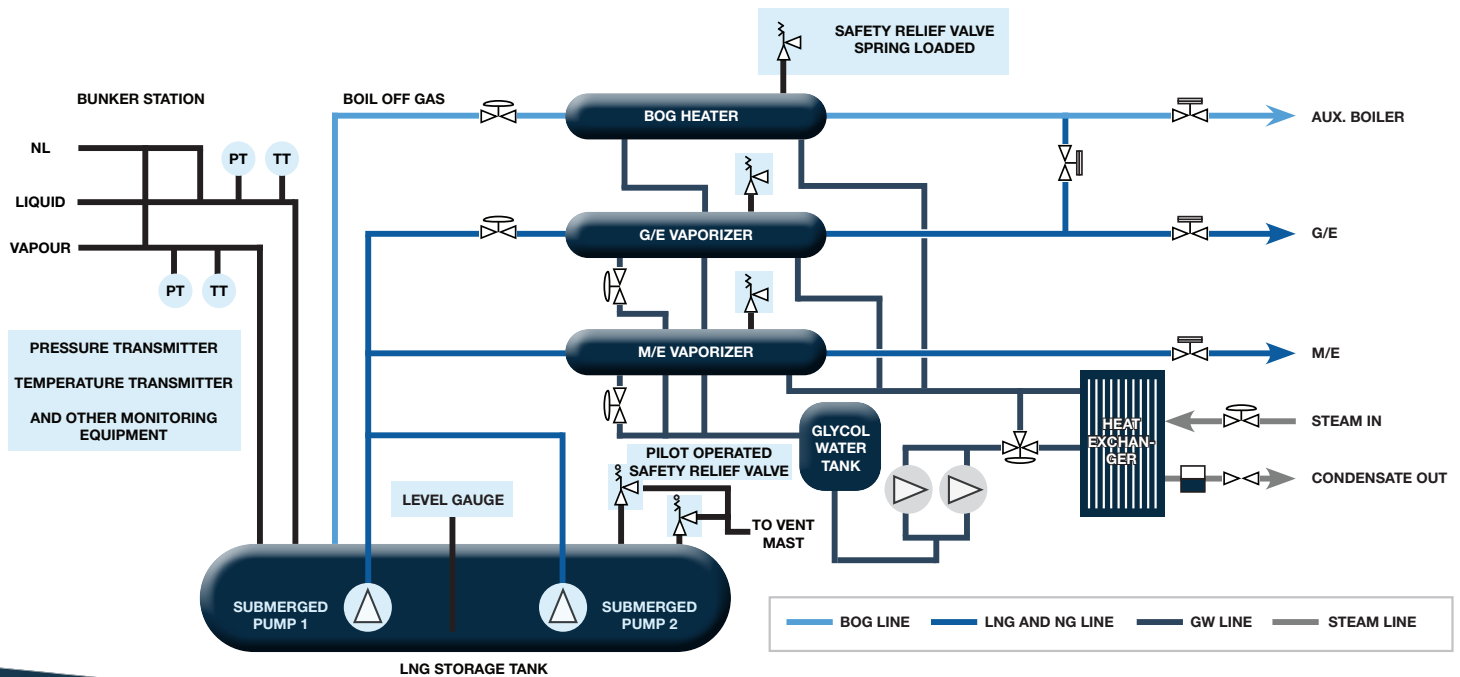 SAFETY RELIEF VALVE
SPRING LOADED
BUNKER STATION
BOIL OFF GAS
BOG HEATER
AUX. BOILER
NL
PT
TT
LIQUID
VAPOUR
PT
TT
G/E VAPORIZER
G/E
PRESSURE TRANSMITTER
TEMPERATURE TRANSMITTER
AND OTHER MONITORING
EQUIPMENT
M/E VAPORIZER
M/E
GLYCOL
WATER
TANK
HEAT
EXCHAN-
GER
STEAM IN
CONDENSATE OUT
PILOT OPERATED
SAFETY RELIEF VALVE
LEVEL GAUGE
TO VENT
MAST
SUBMERGED
PUMP 1
SUBMERGED
PUMP 2
LNG STORAGE TANK
BOG LINE
LNG AND NG LINE
GW LINE
STEAM LINE